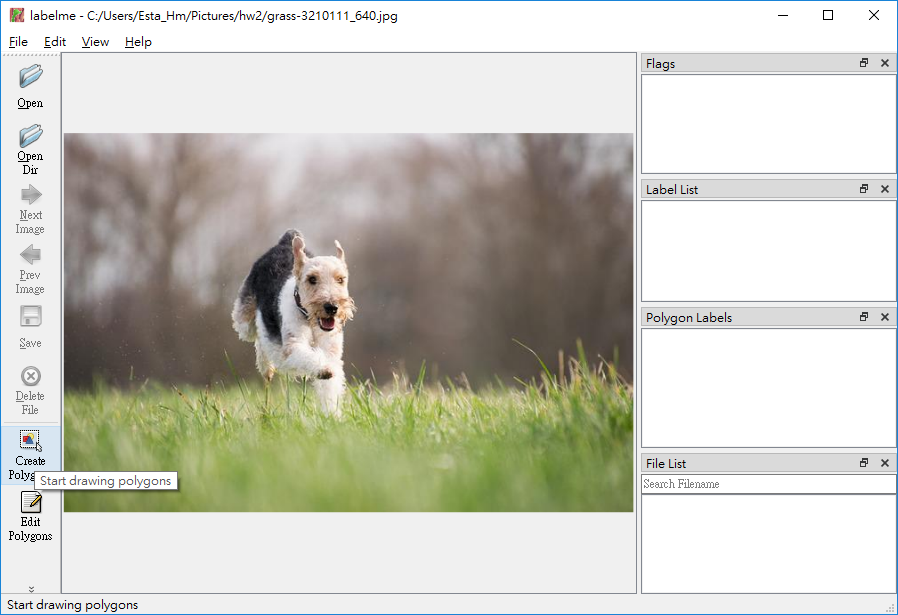 labelme - C:/Users/Esta_Hm/Pictures/hw2/grass-3210111_640.jpg
File Edit View Help
Open
Open
Dir
Next
Image
Prev
Image
Save
Delete
File
Create
Polyg
Start drawing polygons
Edit
Polygons
Flags
Label List
Polygon Labels
File List
Search Filename
Start drawing polygons